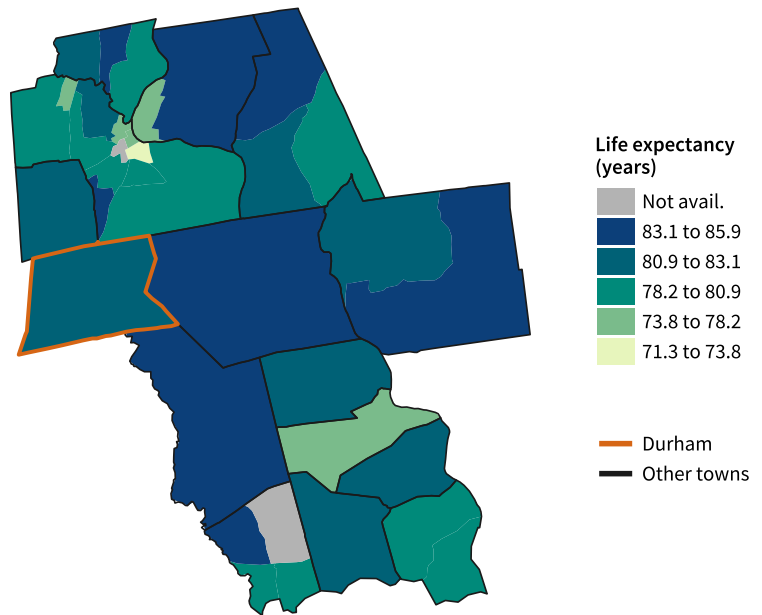 Life expectancy
(years)
Not avail.
83.1 to 85.9
80.9 to 83.1
78.2 to 80.9
73.8 to 78.2
71.3 to 73.8
Durham
Other towns